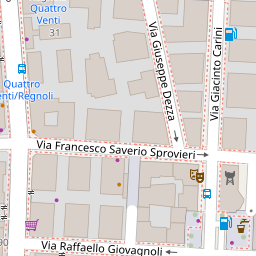 Quattro
Venti
31
Via Giuseppe Dezza
Via Giacinto Carini
Quattro
Venti/Regnoli
Via Francesco Saverio Sprovieri
90
Via Raffaello Giovagnoli